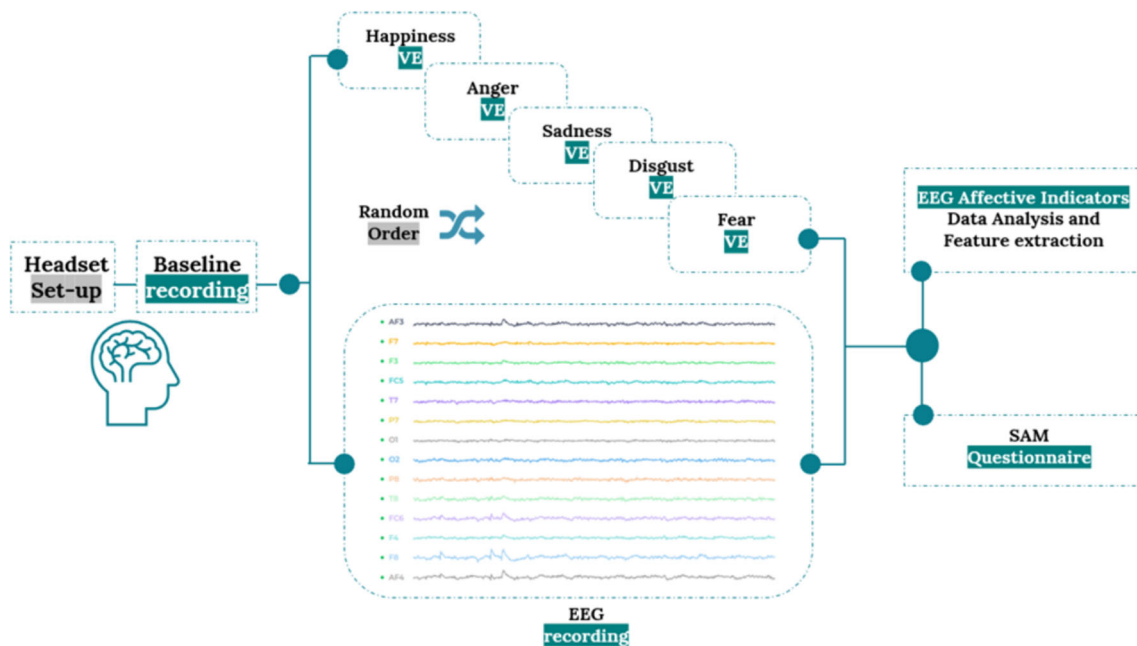 Happiness
VE
Anger
VE
Sadness
VE
Disgust
VE
Fear
VE
Random
Order
Headset
Set-up
Baseline
recording
AF3
F7
F3
FC5
T7
P7
O1
O2
P8
T8
FC6
F4
F8
AF4
EEG
recording
EEG Affective Indicators
Data Analysis and
Feature extraction
SAM
Questionnaire